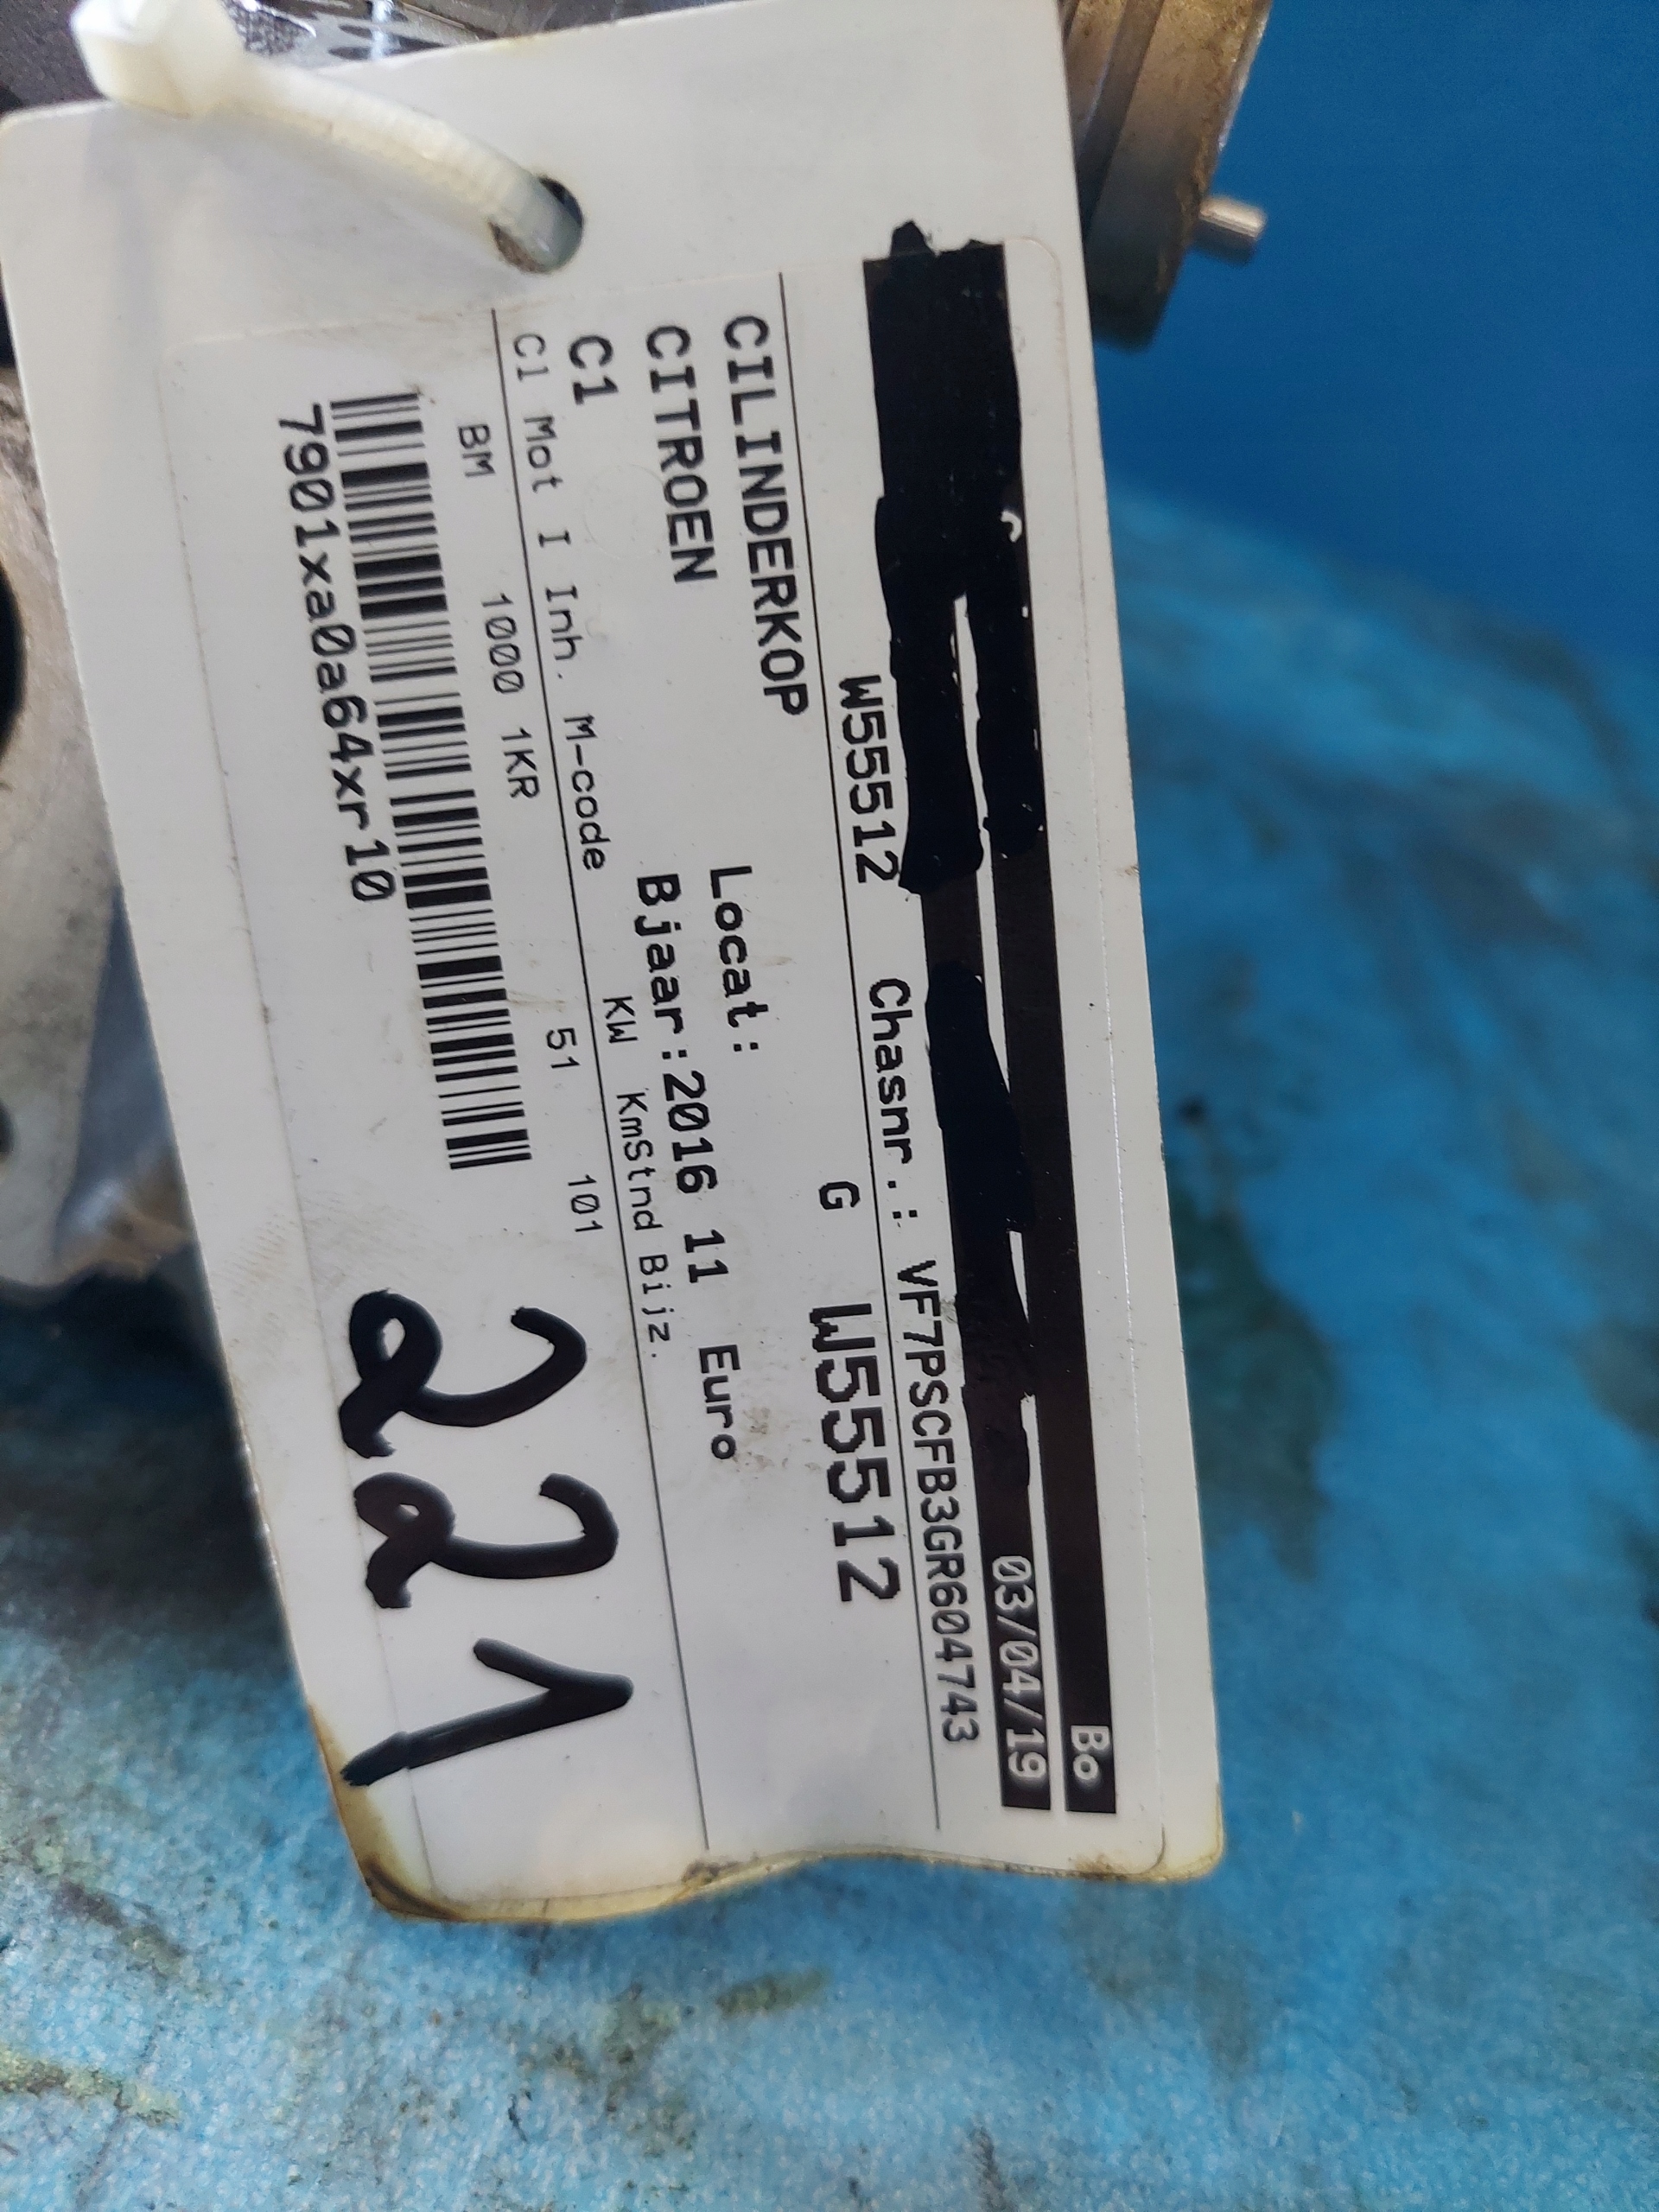 Bo
03/04/19
W55512 Chasnr.: VF7PSCFB3GR604743
G W55512
CILINDERKOP
CITROEN Locat:
C1 Bjaar:2016 11 Euro
Cl Mot I Inh. M-code KW KmStnd Bijz.
BM 1000 1KR 51 101
7901xa0a64xr10
221